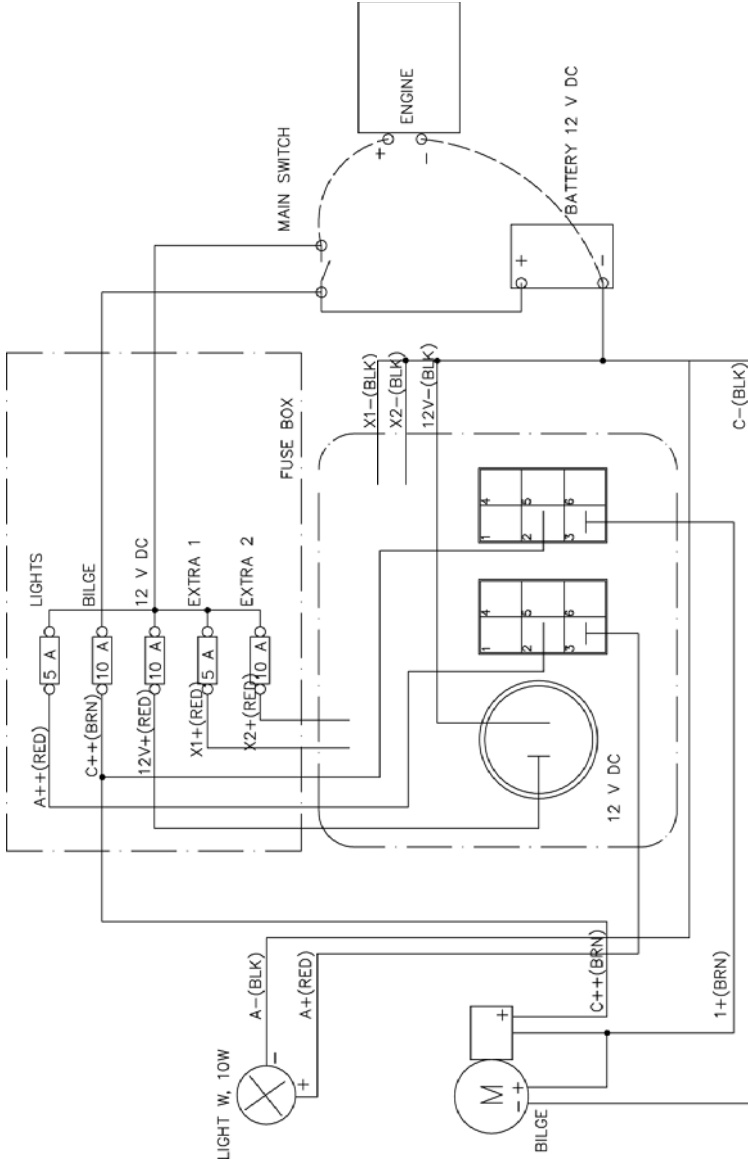 ENGINE
+
-
MAIN SWITCH
BATTERY 12 V DC
+
-
FUSE BOX
LIGHTS
BILGE
12 V DC
EXTRA 1
EXTRA 2
5 A
10 A
10 A
5 A
10 A
A++(RED)
C++(BRN)
12V+(RED)
X1+(RED)
X2+(RED)
X1-(BLK)
X2-(BLK)
12V-(BLK)
C-(BLK)
1 4
2 5
3 6
1 4
2 5
3 6
12 V DC
A-(BLK)
A+(RED)
C++(BRN)
1+(BRN)
LIGHT W, 10W
-
+
+
M
-+
BILGE